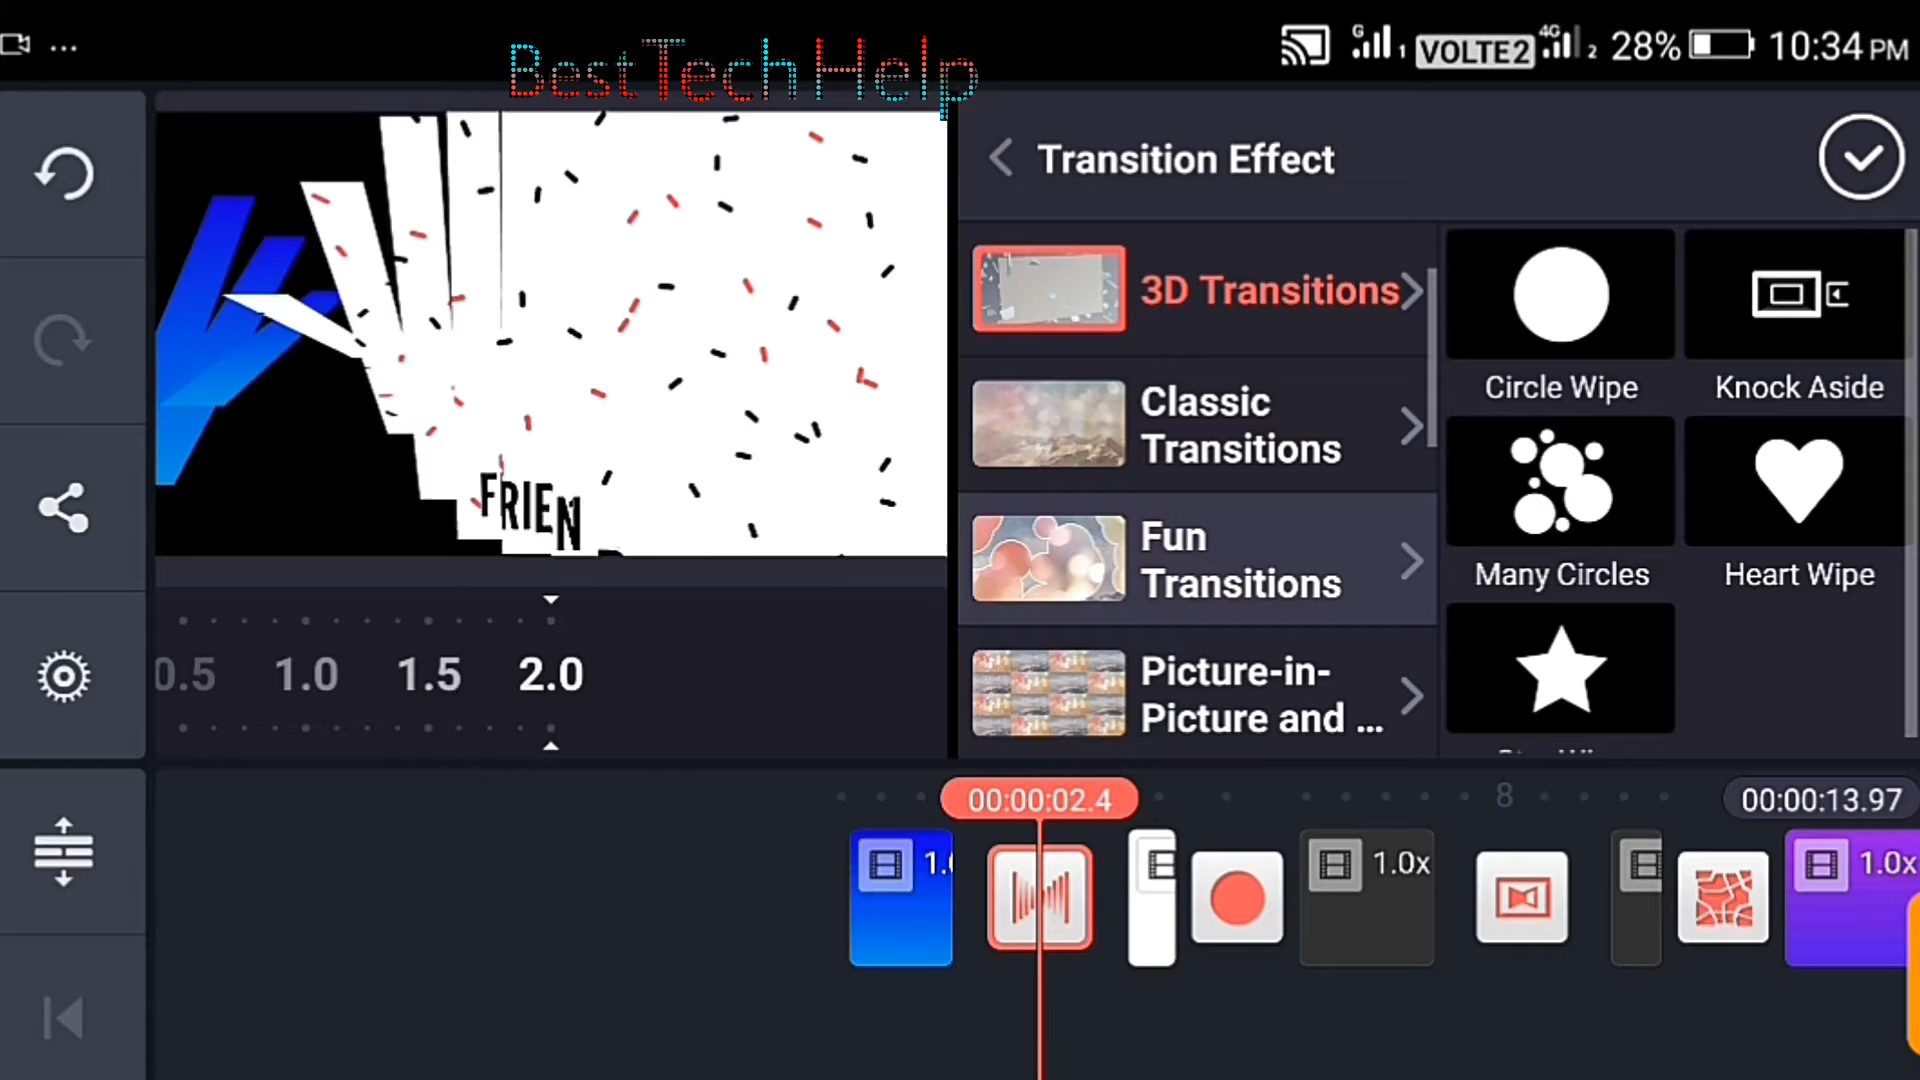 G 1 VOLTE2 4G 2 28% 10:34 PM
BestTechHelp
Transition Effect
3D Transitions
Classic
Transitions
Fun
Transitions
Picture-in-
Picture and ...
Circle Wipe
Knock Aside
Many Circles
Heart Wipe
FRIEN
0.5 1.0 1.5 2.0
00:00:02.4
8
00:00:13.97
1.0x
1.0x